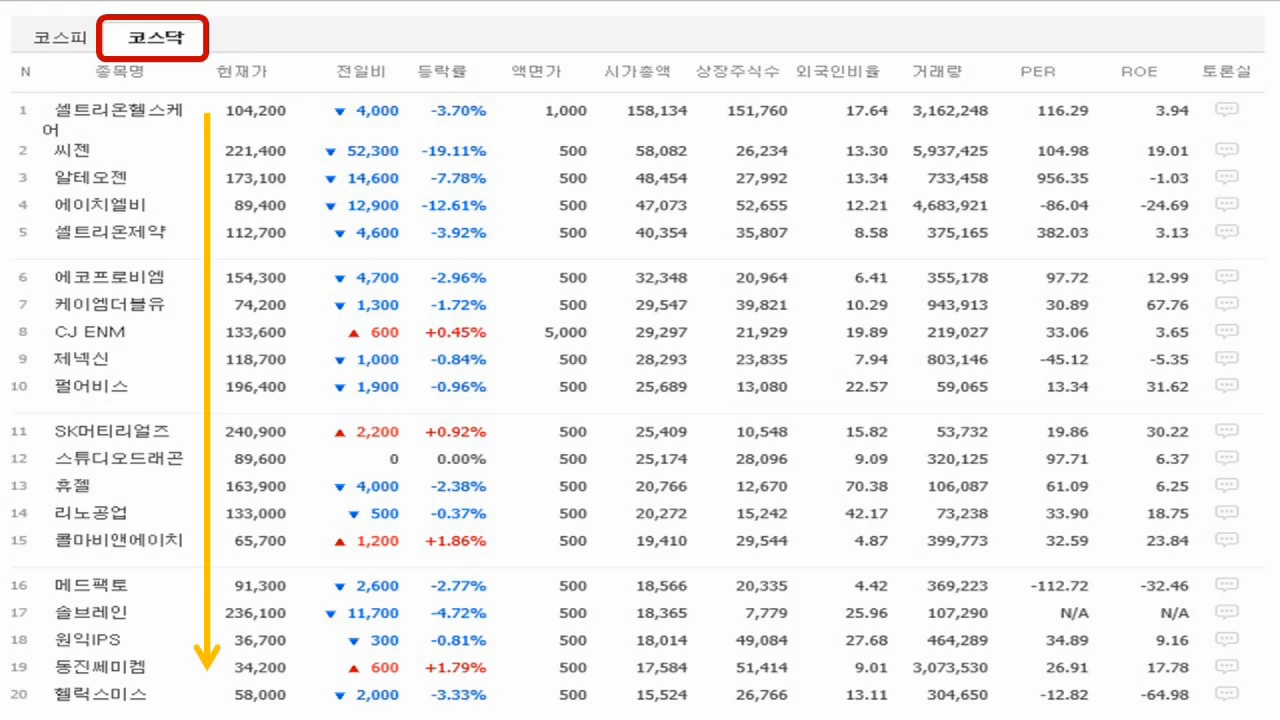 코스피 코스닥
N 종목명 현재가 전일비 등락률 액면가 시가총액 상장주식수 외국인비율 거래량 PER ROE 토론실
1 셀트리온헬스케어 104,200 ▼ 4,000 -3.70% 1,000 158,134 151,760 17.64 3,162,248 116.29 3.94
2 씨젠 221,400 ▼ 52,300 -19.11% 500 58,082 26,234 13.30 5,937,425 104.98 19.01
3 알테오젠 173,100 ▼ 14,600 -7.78% 500 48,454 27,992 13.34 733,458 956.35 -1.03
4 에이치엘비 89,400 ▼ 12,900 -12.61% 500 47,073 52,655 12.21 4,683,921 -86.04 -24.69
5 셀트리온제약 112,700 ▼ 4,600 -3.92% 500 40,354 35,807 8.58 375,165 382.03 3.13
6 에코프로비엠 154,300 ▼ 4,700 -2.96% 500 32,348 20,964 6.41 355,178 97.72 12.99
7 케이엠더블유 74,200 ▼ 1,300 -1.72% 500 29,547 39,821 10.29 943,913 30.89 67.76
8 CJ ENM 133,600 ▲ 600 +0.45% 5,000 29,297 21,929 19.89 219,027 33.06 3.65
9 제넥신 118,700 ▼ 1,000 -0.84% 500 28,293 23,835 7.94 803,146 -45.12 -5.35
10 펄어비스 196,400 ▼ 1,900 -0.96% 500 25,689 13,080 22.57 59,065 13.34 31.62
11 SK머티리얼즈 240,900 ▲ 2,200 +0.92% 500 25,409 10,548 15.82 53,732 19.86 30.22
12 스튜디오드래곤 89,600 0 0.00% 500 25,174 28,096 9.09 320,125 97.71 6.37
13 휴젤 163,900 ▼ 4,000 -2.38% 500 20,766 12,670 70.38 106,087 61.09 6.25
14 리노공업 133,000 ▼ 500 -0.37% 500 20,272 15,242 42.17 73,238 33.90 18.75
15 콜마비앤에이치 65,700 ▲ 1,200 +1.86% 500 19,410 29,544 4.87 399,773 32.59 23.84
16 메드팩토 91,300 ▼ 2,600 -2.77% 500 18,566 20,335 4.42 369,223 -112.72 -32.46
17 솔브레인 236,100 ▼ 11,700 -4.72% 500 18,365 7,779 25.96 107,290 N/A N/A
18 원익IPS 36,700 ▼ 300 -0.81% 500 18,014 49,084 27.68 464,289 34.89 9.16
19 동진쎄미켐 34,200 ▲ 600 +1.79% 500 17,584 51,414 9.01 3,073,530 26.91 17.78
20 헬릭스미스 58,000 ▼ 2,000 -3.33% 500 15,524 26,766 13.11 304,650 -12.82 -64.98